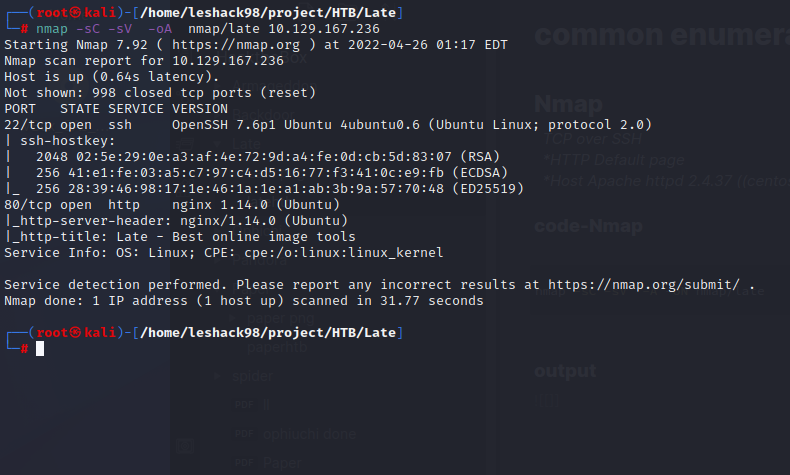 ┌──(root㉿kali)-[/home/leshack98/project/HTB/Late]
└─# nmap -sC -sV  -oA  nmap/late 10.129.167.236
Starting Nmap 7.92 ( https://nmap.org ) at 2022-04-26 01:17 EDT
Nmap scan report for 10.129.167.236
Host is up (0.64s latency).
Not shown: 998 closed tcp ports (reset)
PORT   STATE SERVICE VERSION
22/tcp open  ssh     OpenSSH 7.6p1 Ubuntu 4ubuntu0.6 (Ubuntu Linux; protocol 2.0)
| ssh-hostkey:
|   2048 02:5e:29:0e:a3:af:4e:72:9d:a4:fe:0d:cb:5d:83:07 (RSA)
|   256 41:e1:fe:03:a5:c7:97:c4:d5:16:77:f3:41:0c:e9:fb (ECDSA)
|_  256 28:39:46:98:17:1e:46:1a:1e:a1:ab:3b:9a:57:70:48 (ED25519)
80/tcp open  http    nginx 1.14.0 (Ubuntu)
|_http-server-header: nginx/1.14.0 (Ubuntu)
|_http-title: Late - Best online image tools
Service Info: OS: Linux; CPE: cpe:/o:linux:linux_kernel

Service detection performed. Please report any incorrect results at https://nmap.org/submit/ .
Nmap done: 1 IP address (1 host up) scanned in 31.77 seconds

┌──(root㉿kali)-[/home/leshack98/project/HTB/Late]
└─#
common enumera
Nmap
TCP over SSH
*HTTP Default page
*Host Apache httpd 2.4.37 ((cento
code-Nmap
output
paper.png
paperhtb
spider
PDF
PDF ophiuchi done
PDF Paper